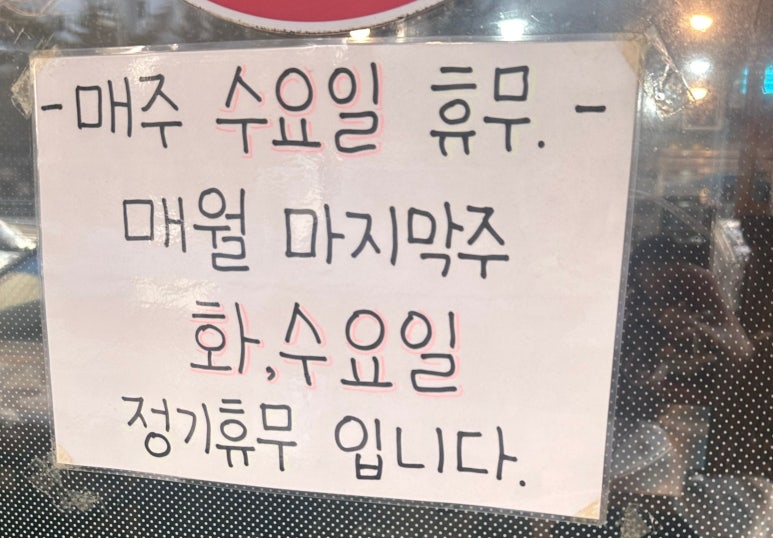 -매주 수요일 휴무.-
매월 마지막주
화,수요일
정기휴무 입니다.